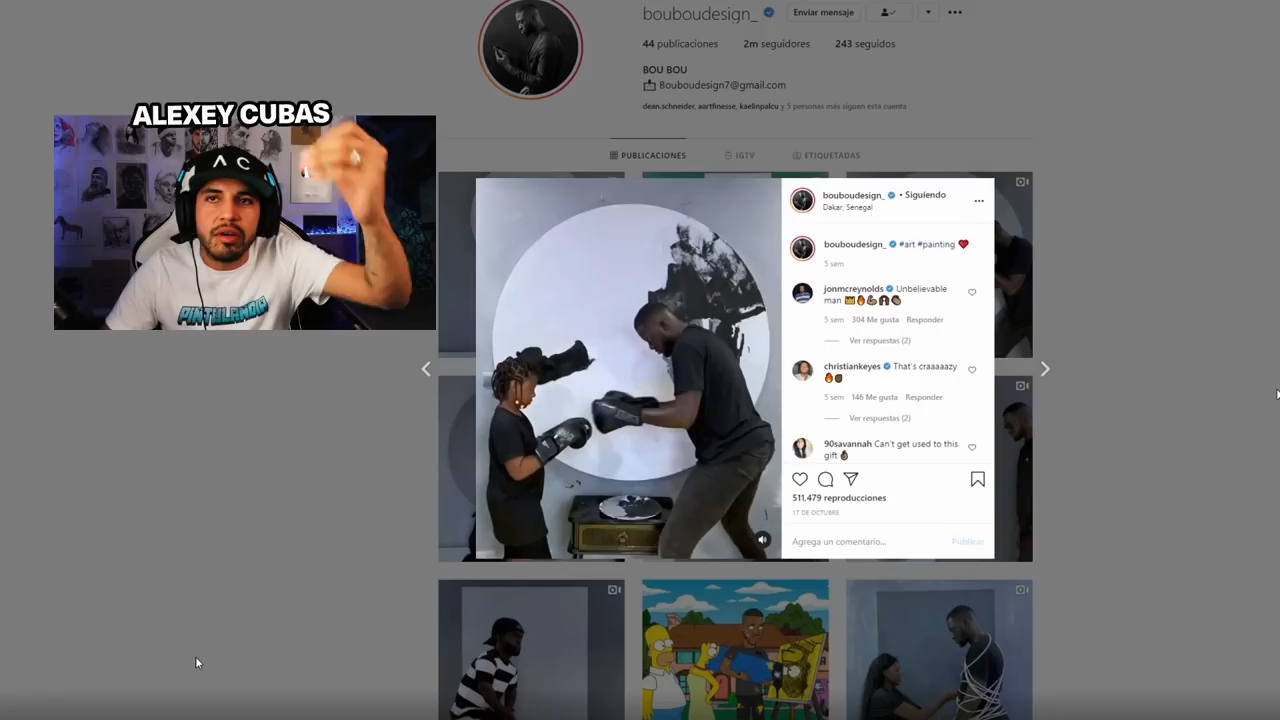 bouboudesign_ Enviar mensaje
44 publicaciones 2m seguidores 243 seguidos
BOU BOU
Bouboudesign7@gmail.com
dean.schneider, aartfinesse, kaelinpalcu y 5 personas más siguen esta cuenta
ALEXEY CUBAS
AC
PINTULANDIA
PUBLICACIONES IGTV ETIQUETADAS
bouboudesign_ • Siguiendo
Dakar, Senegal
bouboudesign_ #art #painting ❤️
5 sem
jonmcreynolds Unbelievable
man
5 sem 304 Me gusta Responder
Ver respuestas (2)
christiankeyes That's craaaaazy
5 sem 146 Me gusta Responder
Ver respuestas (2)
90savannah Can't get used to this
gift
511,479 reproducciones
17 DE OCTUBRE
Agrega un comentario... Publicar